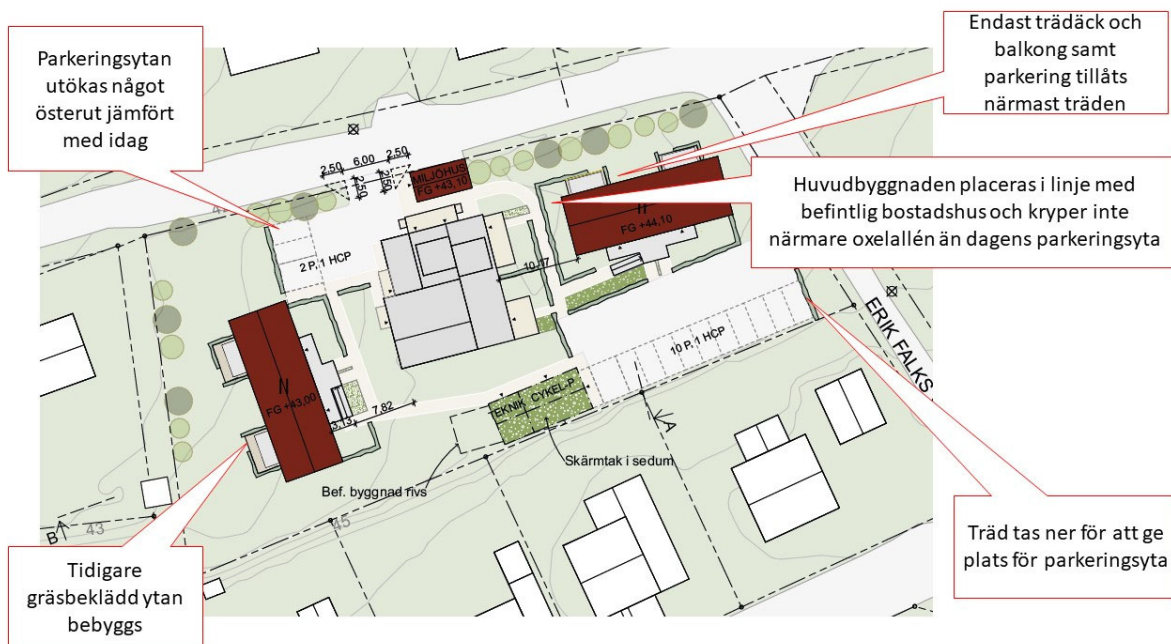 Parkeringsytan
utökas något
österut jämfört
med idag
Endast trädäck och
balkong samt
parkering tillåts
närmast träden
Huvudbyggnaden placeras i linje med
befintlig bostadshus och kryper inte
närmare oxelallén än dagens parkeringsyta
2,50
6,00
2,50
2,50
2,50
MILJÖHUS
FG +43,10
II
FG +44,10
2 P, 1 HCP
10,17
10 P, 1 HCP
ERIK FALKS
II
FG +43,00
7,82
3,13
TEKNIK
CYKEL-P
A
Skärmtak i sedum
Bef. byggnad rivs
B
43
45
Träd tas ner för att ge
plats för parkeringsyta
Tidigare
gräsbeklädd ytan
bebyggs